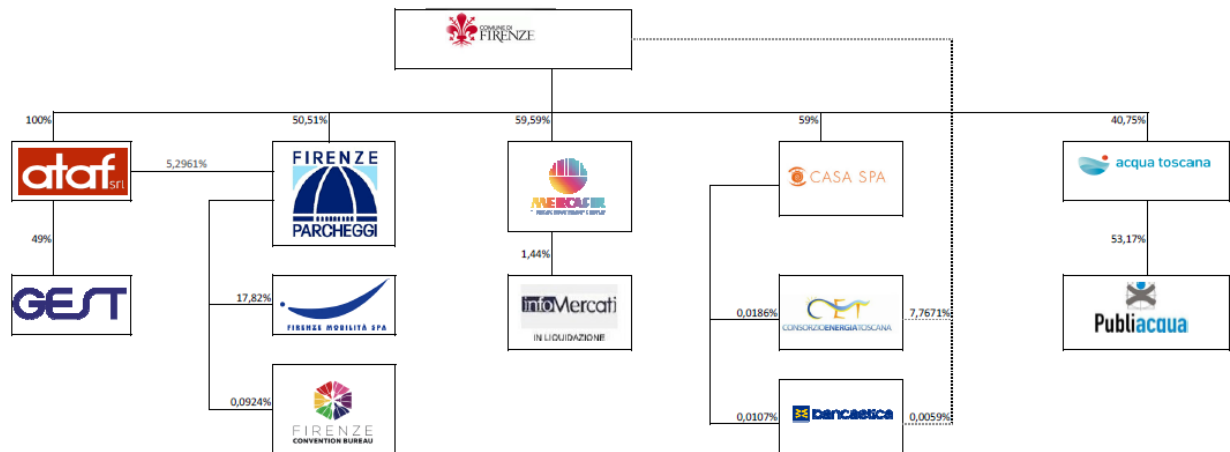 COMUNE DI
FIRENZE
100%
50,51%
59,59%
59%
40,75%
ataf srl
5,2961%
FIRENZE
PARCHEGGI
MERCAFIR
CASA SPA
acqua toscana
49%
1,44%
53,17%
GEST
17,82%
FIRENZE MOBILITÀ SPA
infoMercati
IN LIQUIDAZIONE
0,0186%
CET
CONSORZIOENERGIATOSCANA
7,7671%
Publiacqua
0,0924%
FIRENZE
CONVENTION BUREAU
0,0107%
bancaetica
0,0059%